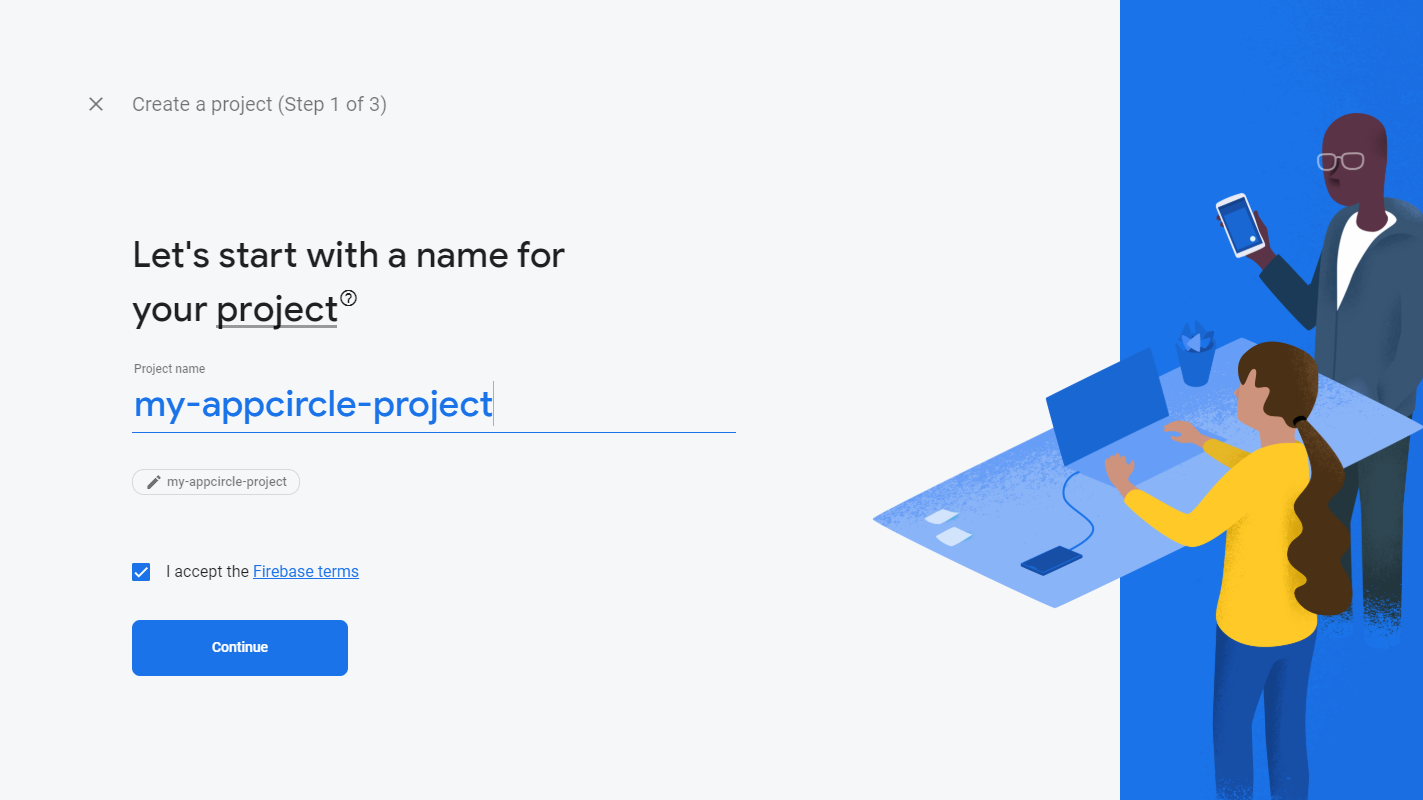 Create a project (Step 1 of 3)
Let's start with a name for
your project
Project name
my-appcircle-project
my-appcircle-project
I accept the Firebase terms
Continue